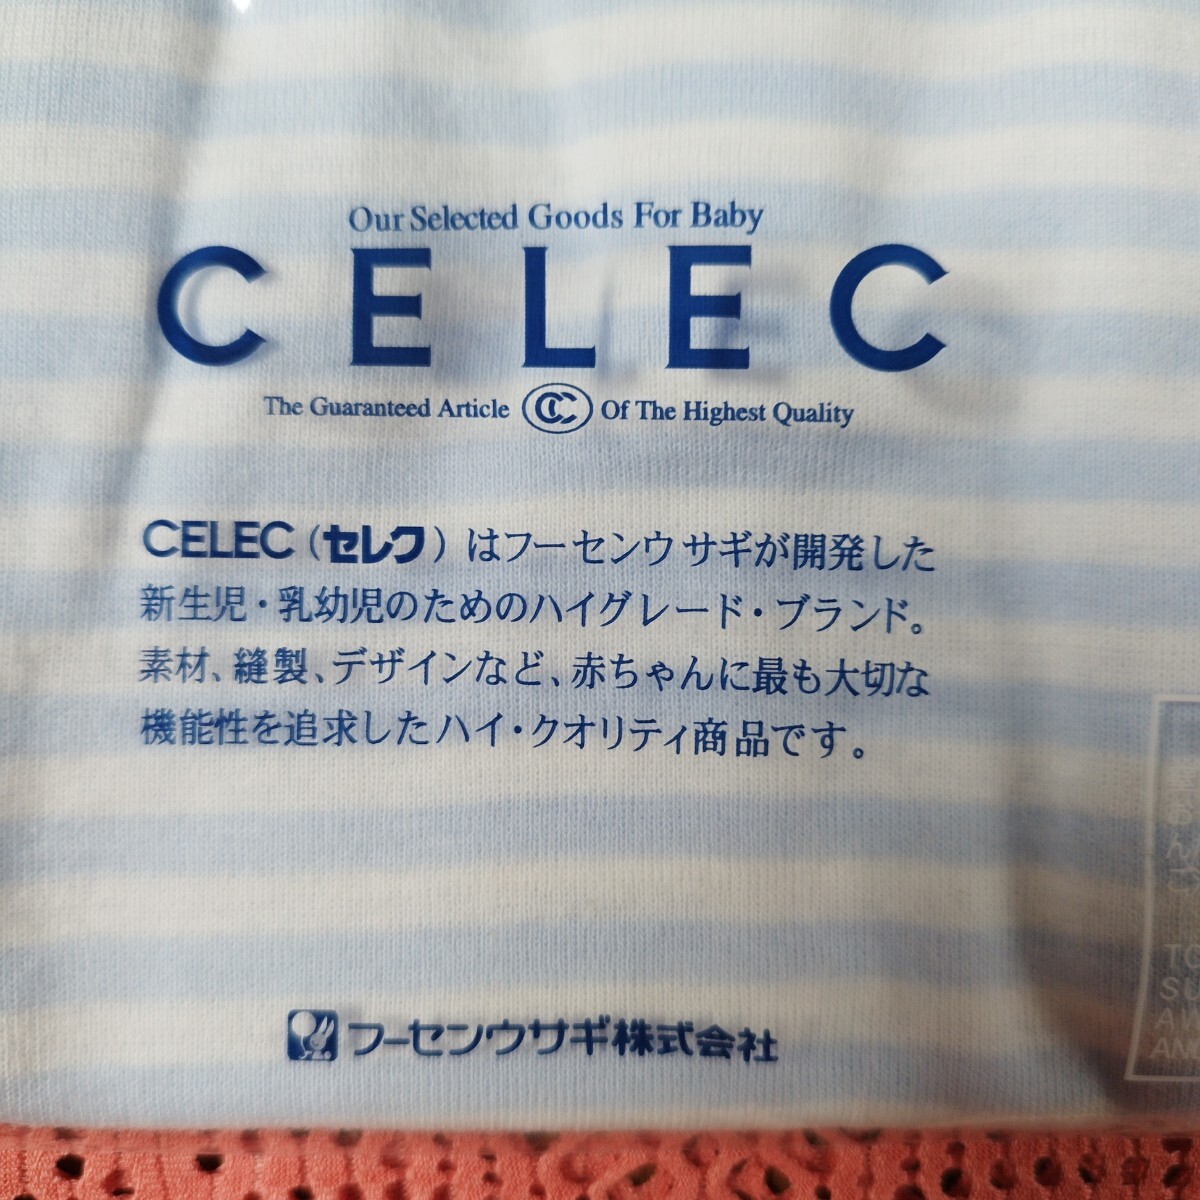 Our Selected Goods For Baby
CELEC
The Guaranteed Article CC Of The Highest Quality
CELEC（セレク）はフーセンウサギが開発した
新生児・乳幼児のためのハイグレード・ブランド。
素材、縫製、デザインなど、赤ちゃんに最も大切な
機能性を追求したハイ・クオリティ商品です。
フーセンウサギ株式会社